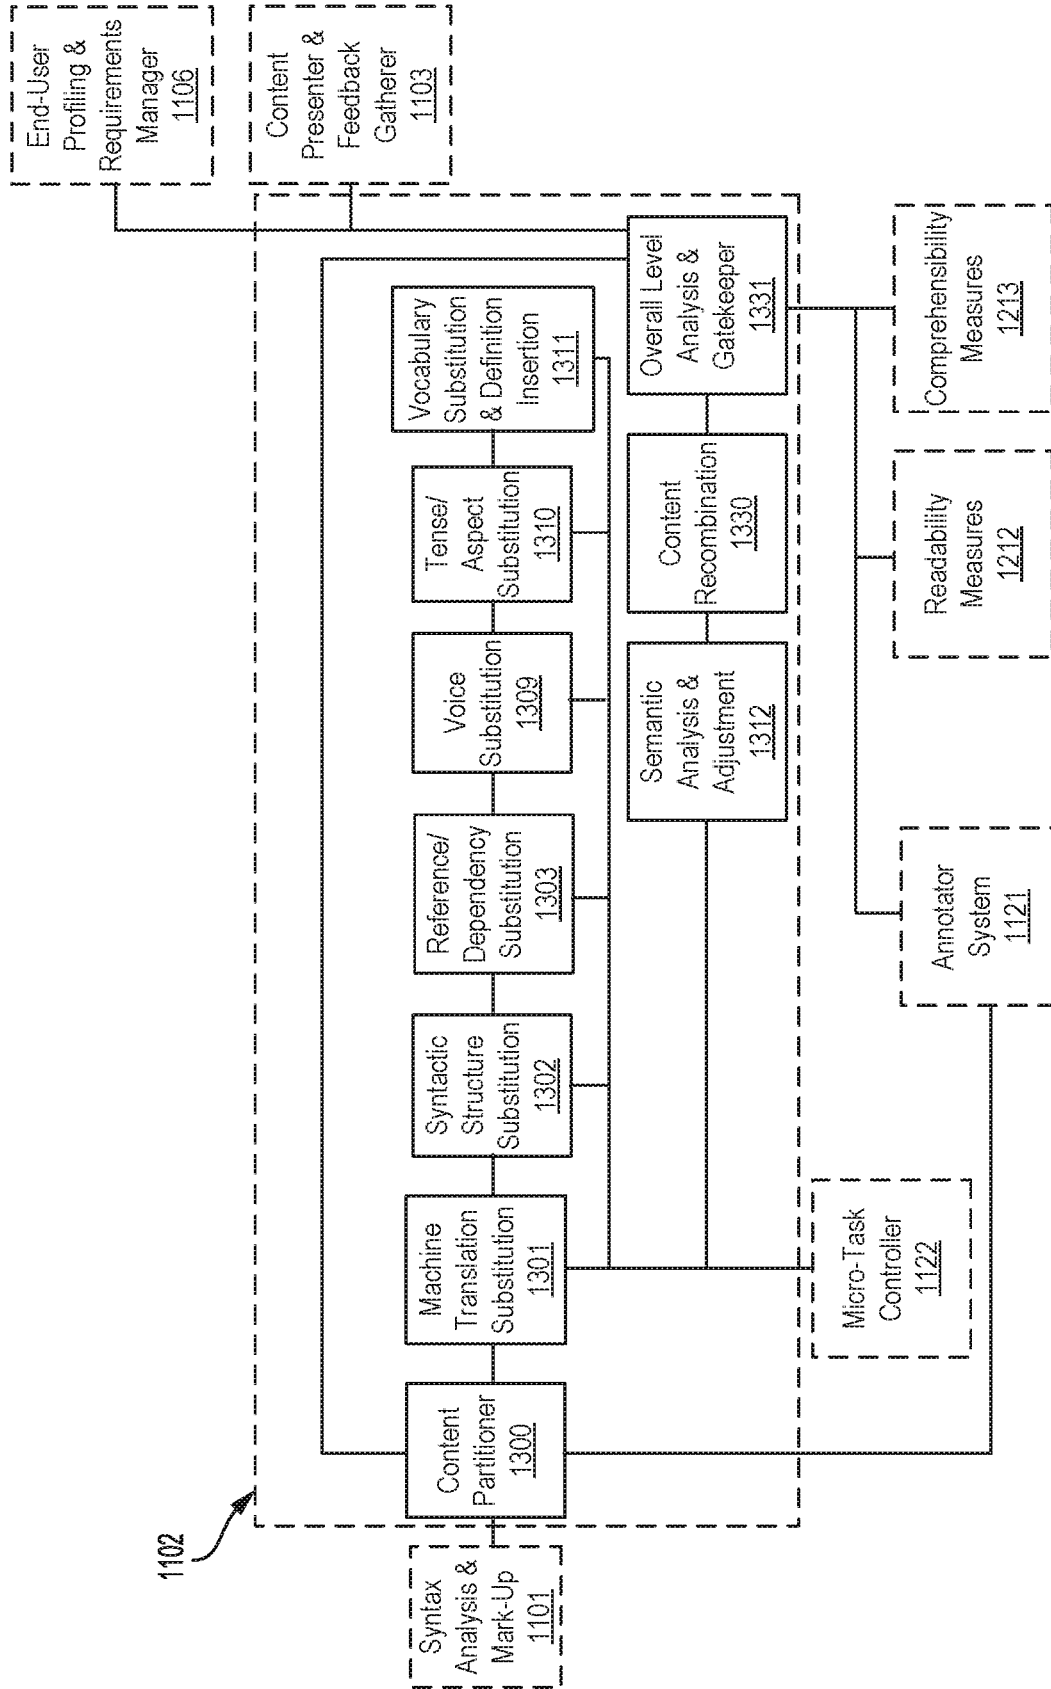 End-User
Profiling &
Requirements
Manager
1106
Content
Presenter &
Feedback
Gatherer
1103
1102
Syntax
Analysis &
Mark-Up
1101
Content
Partitioner
1300
Machine
Translation
Substitution
1301
Syntactic
Structure
Substitution
1302
Reference/
Dependency
Substitution
1303
Voice
Substitution
1309
Tense/
Aspect
Substitution
1310
Vocabulary
Substitution
& Definition
Insertion
1311
Semantic
Analysis &
Adjustment
1312
Content
Recombination
1330
Overall Level
Analysis &
Gatekeeper
1331
Micro-Task
Controller
1122
Annotator
System
1121
Readability
Measures
1212
Comprehensibility
Measures
1213